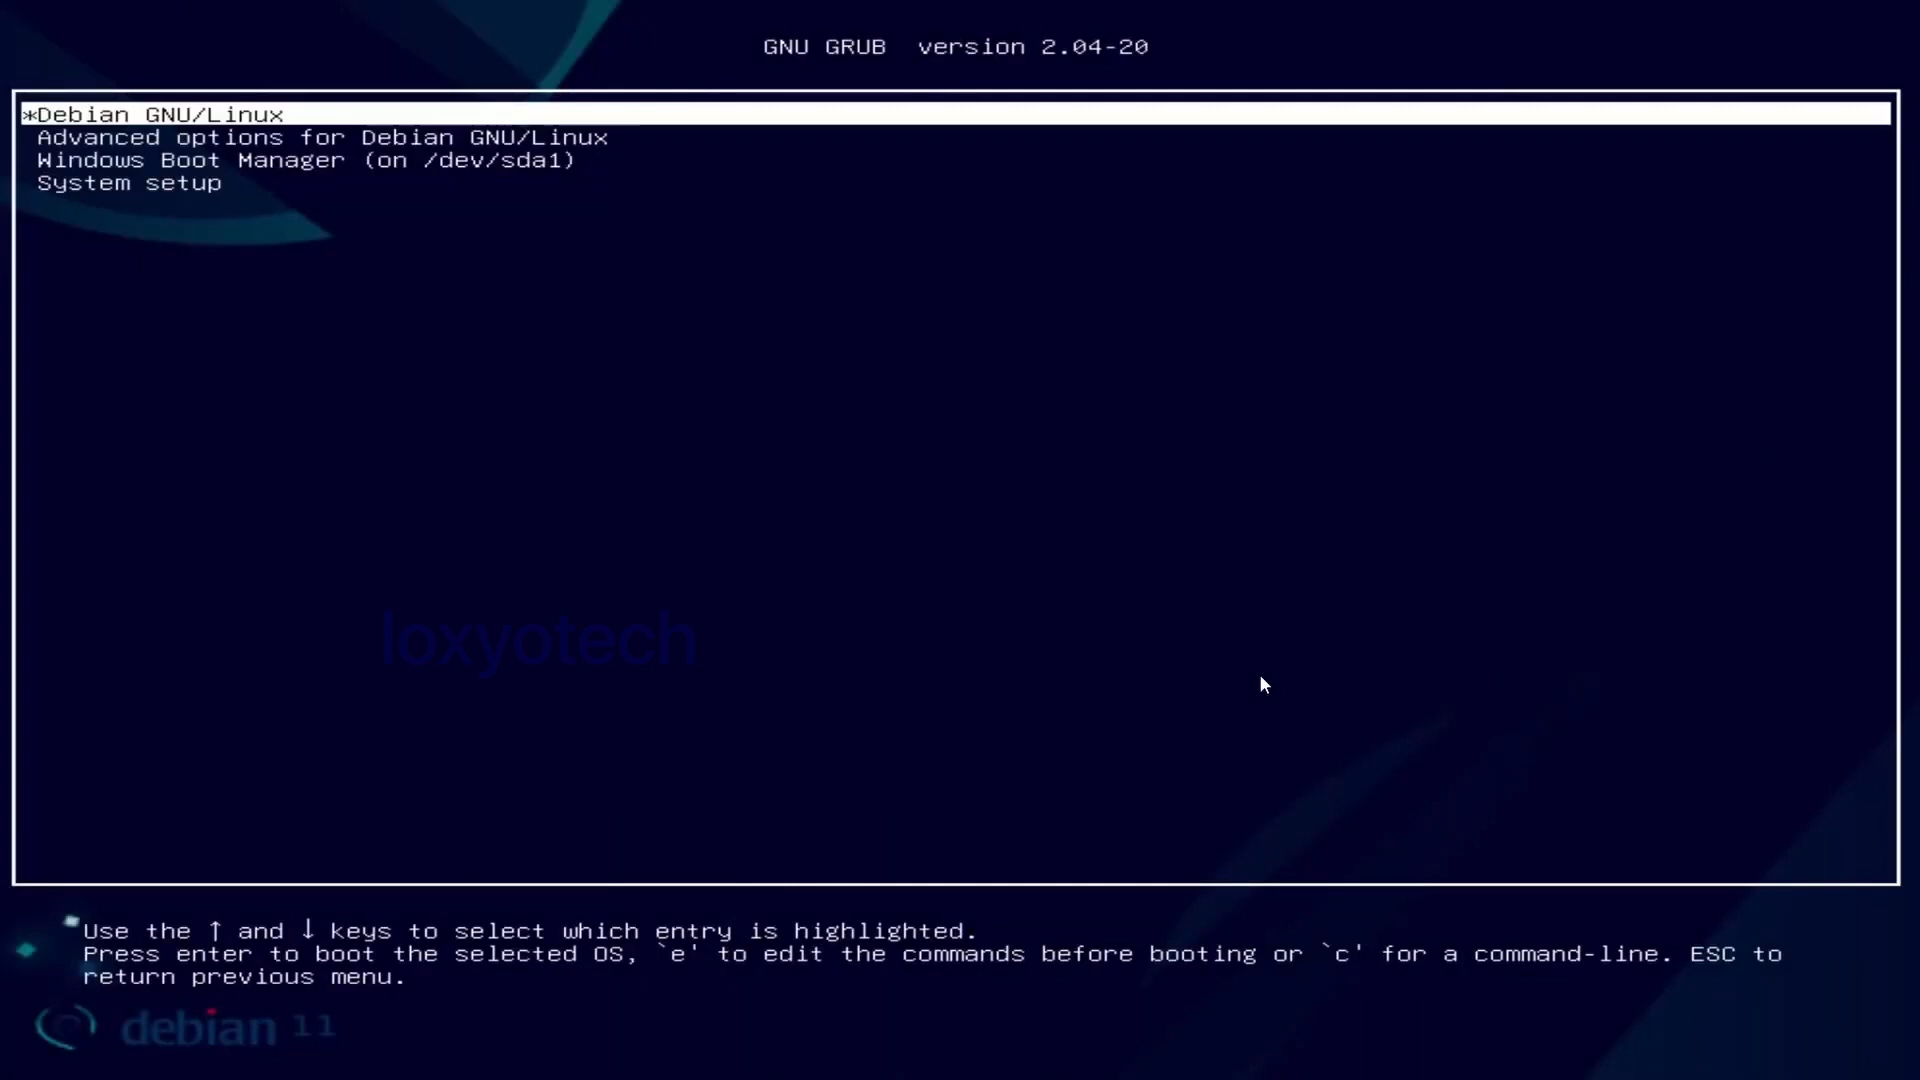 GNU GRUB  version 2.04-20
*Debian GNU/Linux
Advanced options for Debian GNU/Linux
Windows Boot Manager (on /dev/sda1)
System setup
loxyotech
Use the ↑ and ↓ keys to select which entry is highlighted.
Press enter to boot the selected OS, `e' to edit the commands before booting or `c' for a command-line. ESC to
return previous menu.
debian 11